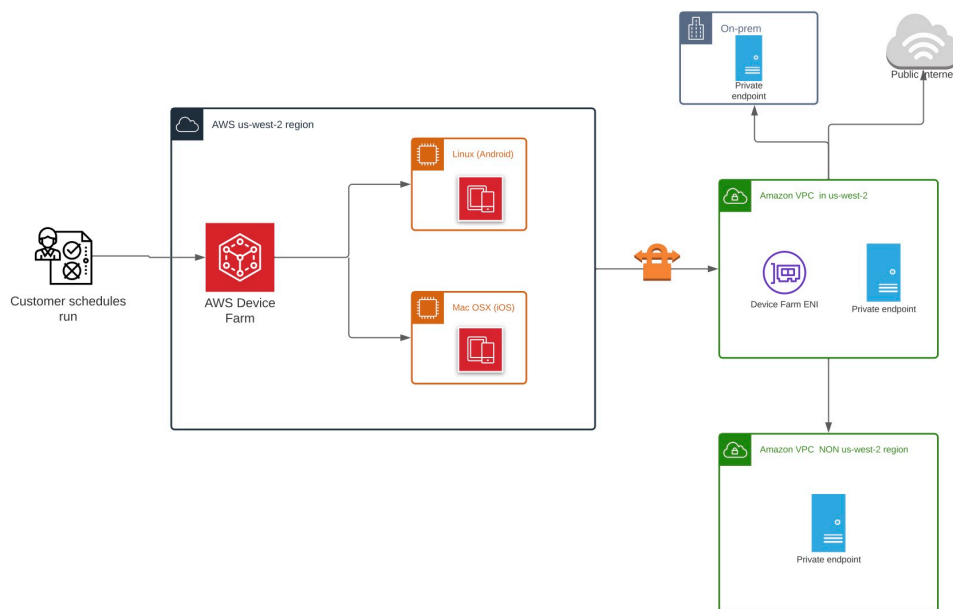 On-prem
Private
endpoint
Public Internet
AWS us-west-2 region
Linux (Android)
Amazon VPC in us-west-2
Customer schedules
run
AWS Device
Farm
Mac OSX (iOS)
Device Farm ENI
Private endpoint
Amazon VPC NON us-west-2 region
Private endpoint